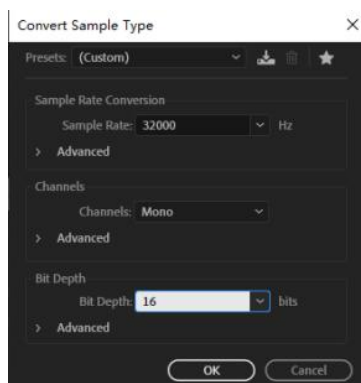 Convert Sample Type
Presets: (Custom)
Sample Rate Conversion
Sample Rate: 32000 Hz
Advanced
Channels
Channels: Mono
Advanced
Bit Depth
Bit Depth: 16 bits
Advanced
OK Cancel